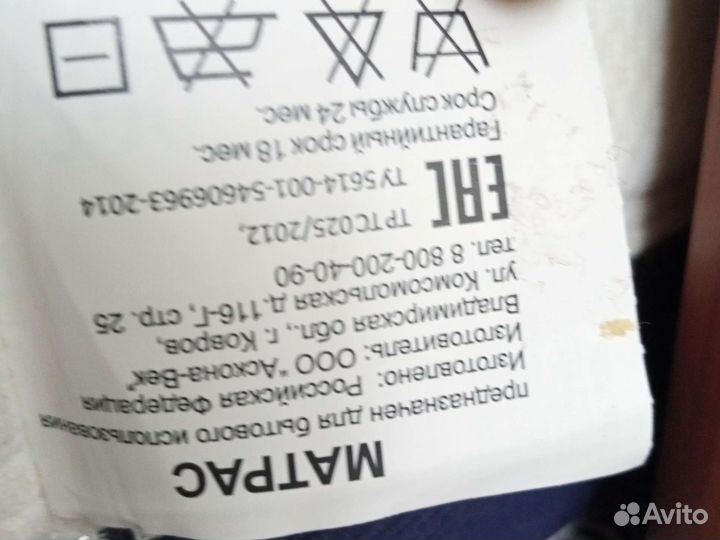 МАТРАС
предназначен для бытового использования
Изготовлено: Российская Федерация
Изготовитель: ООО "Аскона-Век"
Владимирская обл., г. Ковров,
ул. Комсомольская д. 116-Г, стр. 25
тел. 8 800-200-40-90
ТР ТС025/2012,
ТУ 5614-001-54606963-2014
EAC
Гарантийный срок 18 мес.
Срок службы 24 мес.
Avito